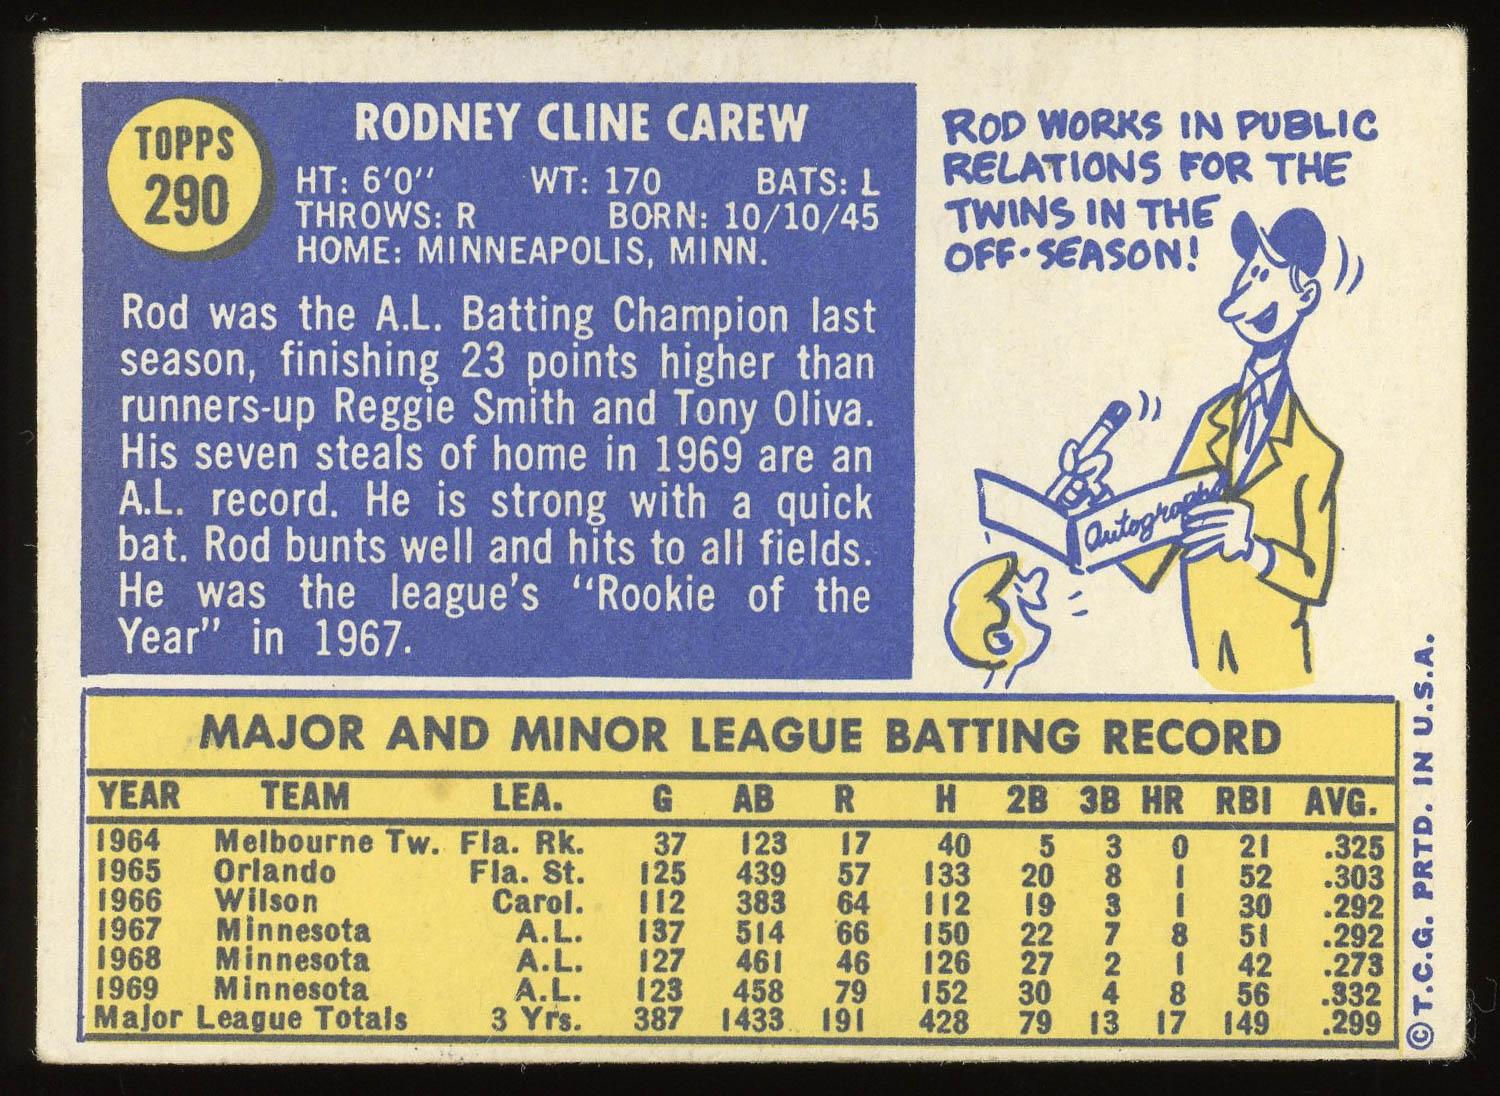 TOPPS
290
RODNEY CLINE CAREW
HT: 6'0" WT: 170 BATS: L
THROWS: R BORN: 10/10/45
HOME: MINNEAPOLIS, MINN.
Rod was the A.L. Batting Champion last
season, finishing 23 points higher than
runners-up Reggie Smith and Tony Oliva.
His seven steals of home in 1969 are an
A.L. record. He is strong with a quick
bat. Rod bunts well and hits to all fields.
He was the league's "Rookie of the
Year" in 1967.
ROD WORKS IN PUBLIC
RELATIONS FOR THE
TWINS IN THE
OFF-SEASON!
Autographs
MAJOR AND MINOR LEAGUE BATTING RECORD
YEAR TEAM LEA. G AB R H 2B 3B HR RBI AVG.
1964 Melbourne Tw. Fla. Rk. 37 123 17 40 5 3 0 21 .325
1965 Orlando Fla. St. 125 439 57 133 20 8 1 52 .303
1966 Wilson Carol. 112 383 64 112 19 3 1 30 .292
1967 Minnesota A.L. 137 514 66 150 22 7 8 51 .292
1968 Minnesota A.L. 127 461 46 126 27 2 1 42 .273
1969 Minnesota A.L. 123 458 79 152 30 4 8 56 .332
Major League Totals 3 Yrs. 387 1433 191 428 79 13 17 149 .299
© T.C.G. PRTD. IN U.S.A.